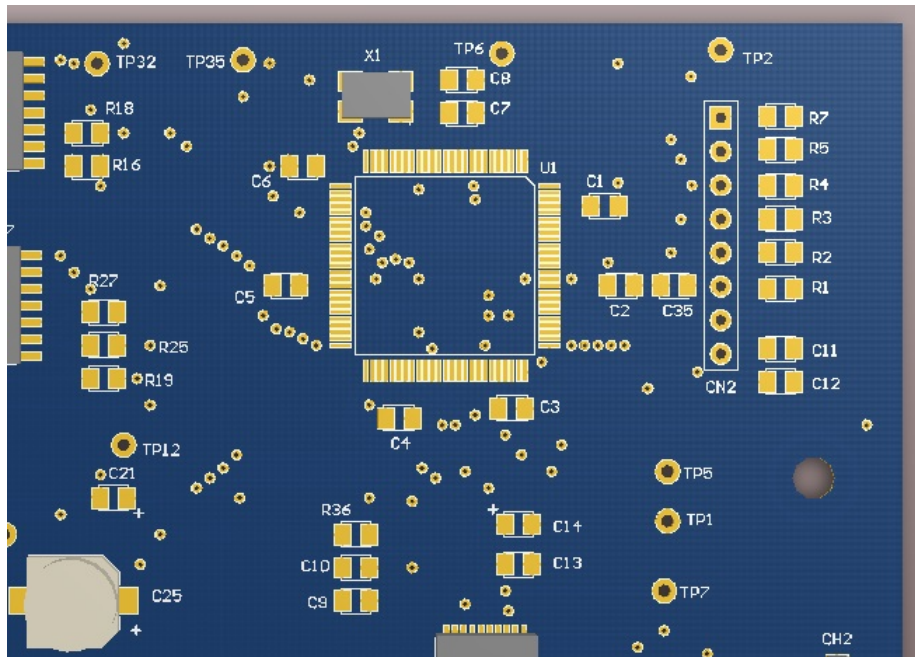 TP32
TP35
X1
TP6
C8
C7
TP2
R18
R16
C6
U1
C1
R7
R5
R4
R3
R2
R1
R27
C5
C2
C35
R25
R19
C11
C12
CN2
C3
C4
TP12
C21
+
TP5
R36
+
C14
TP1
C10
C13
C25
C9
TP7
+
CH2